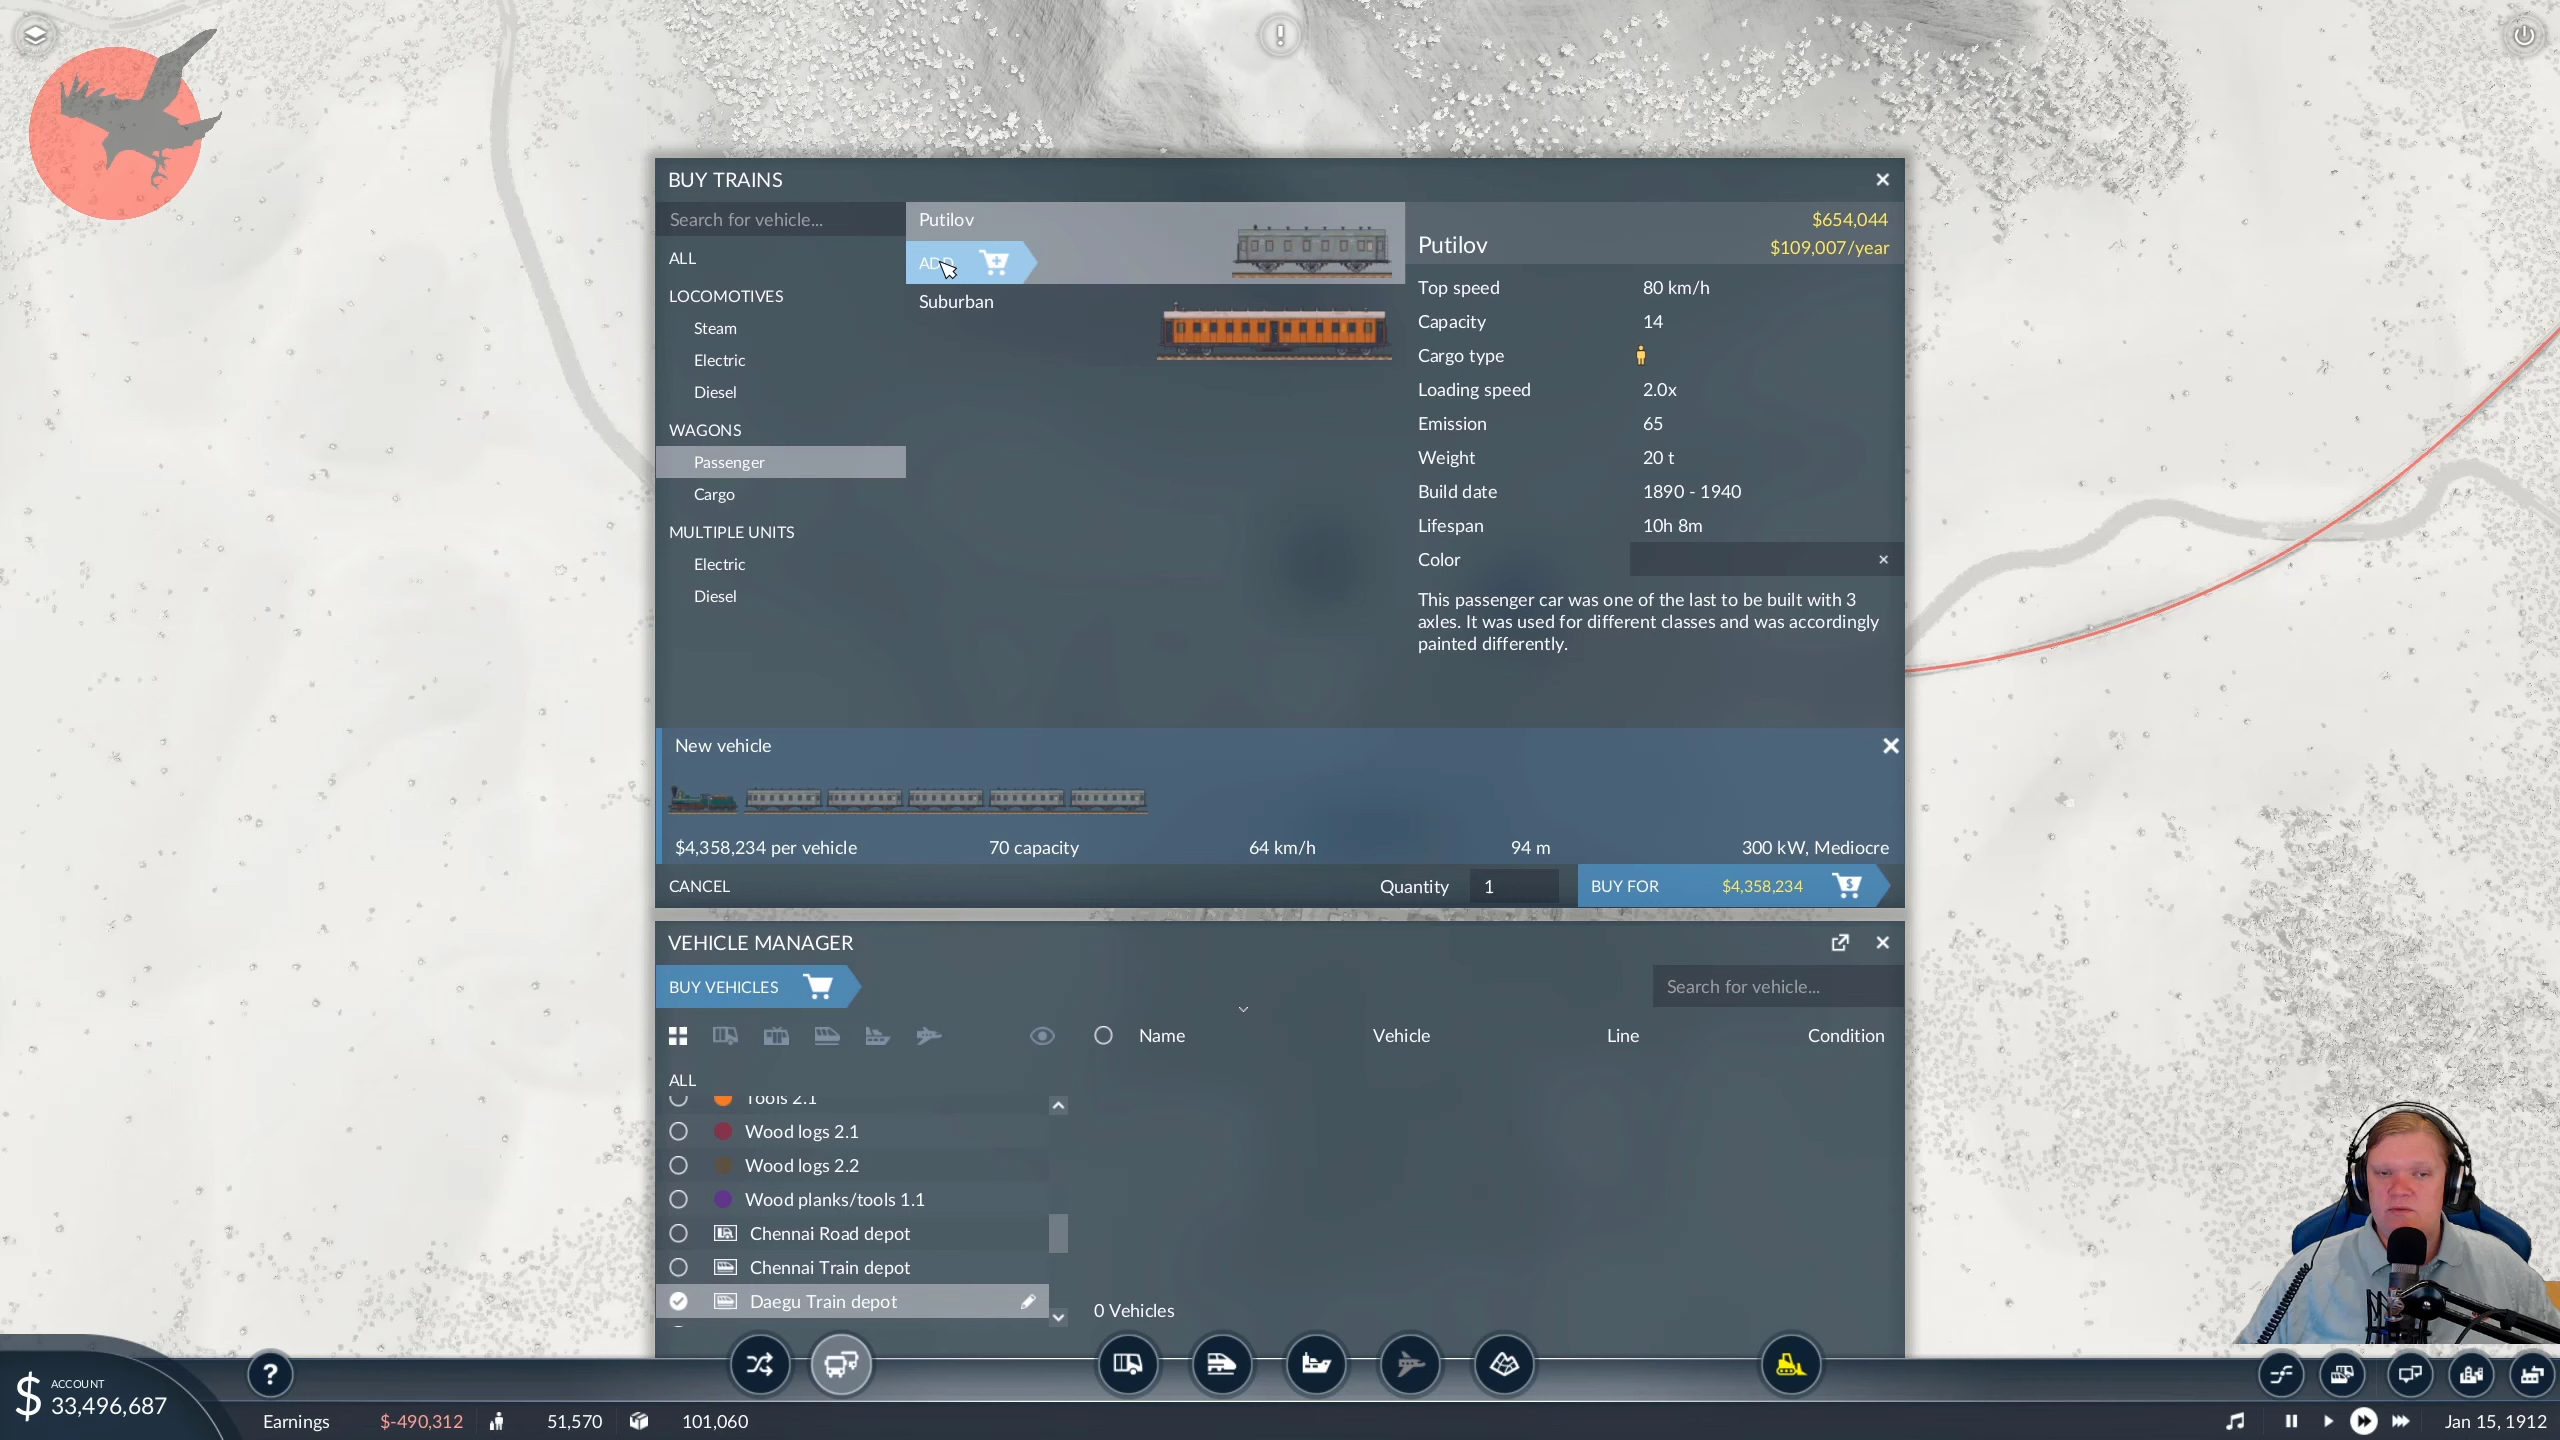 BUY TRAINS
Search for vehicle...
ALL
LOCOMOTIVES
Steam
Electric
Diesel
WAGONS
Passenger
Cargo
MULTIPLE UNITS
Electric
Diesel
Putilov
ADD
Suburban
$654,044
Putilov
$109,007/year
Top speed 80 km/h
Capacity 14
Cargo type
Loading speed 2.0x
Emission 65
Weight 20 t
Build date 1890 - 1940
Lifespan 10h 8m
Color
This passenger car was one of the last to be built with 3
axles. It was used for different classes and was accordingly
painted differently.
New vehicle
$4,358,234 per vehicle 70 capacity 64 km/h 94 m 300 kW, Mediocre
CANCEL Quantity 1 BUY FOR $4,358,234
VEHICLE MANAGER
BUY VEHICLES Search for vehicle...
Name Vehicle Line Condition
ALL
Tools 2.1
Wood logs 2.1
Wood logs 2.2
Wood planks/tools 1.1
Chennai Road depot
Chennai Train depot
Daegu Train depot
0 Vehicles
ACCOUNT
$ 33,496,687
Earnings $-490,312 51,570 101,060 Jan 15, 1912